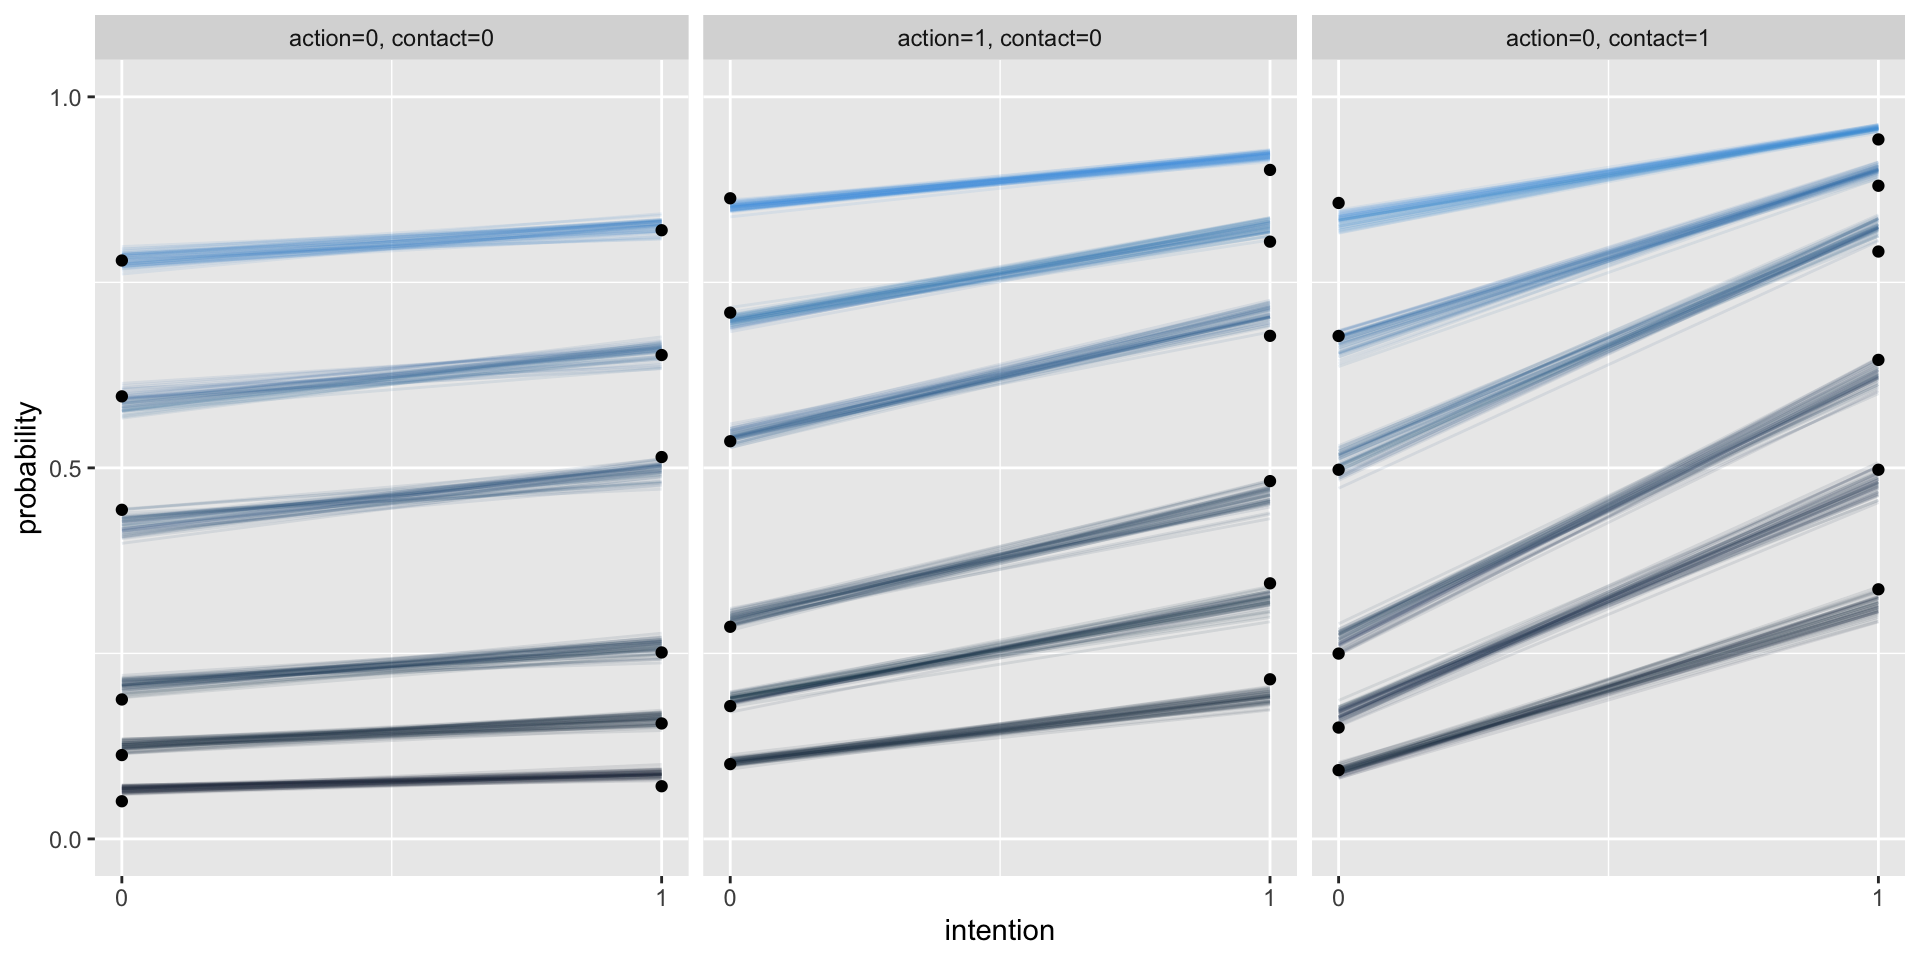 action=0, contact=0
action=1, contact=0
action=0, contact=1
1.0
0.5
0.0
probability
0 1 0 1 0 1
intention